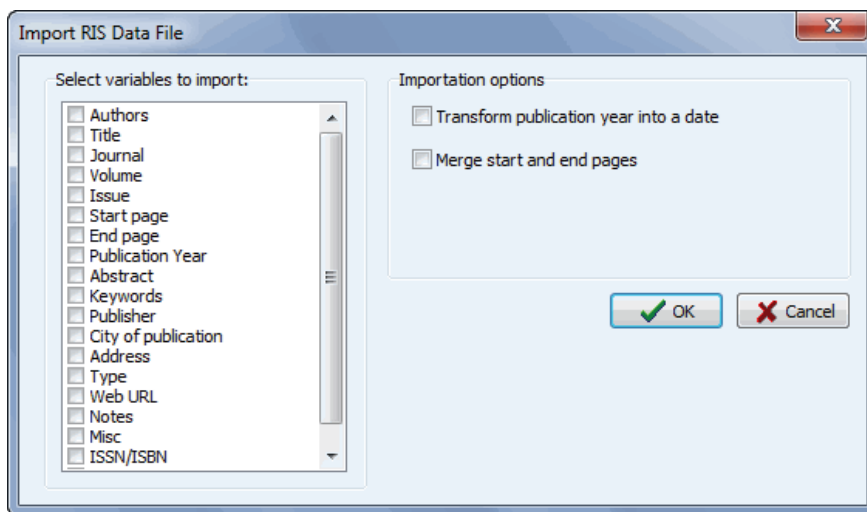 Import RIS Data File
Select variables to import:
Authors
Title
Journal
Volume
Issue
Start page
End page
Publication Year
Abstract
Keywords
Publisher
City of publication
Address
Type
Web URL
Notes
Misc
ISSN/ISBN
Importation options
Transform publication year into a date
Merge start and end pages
OK
Cancel